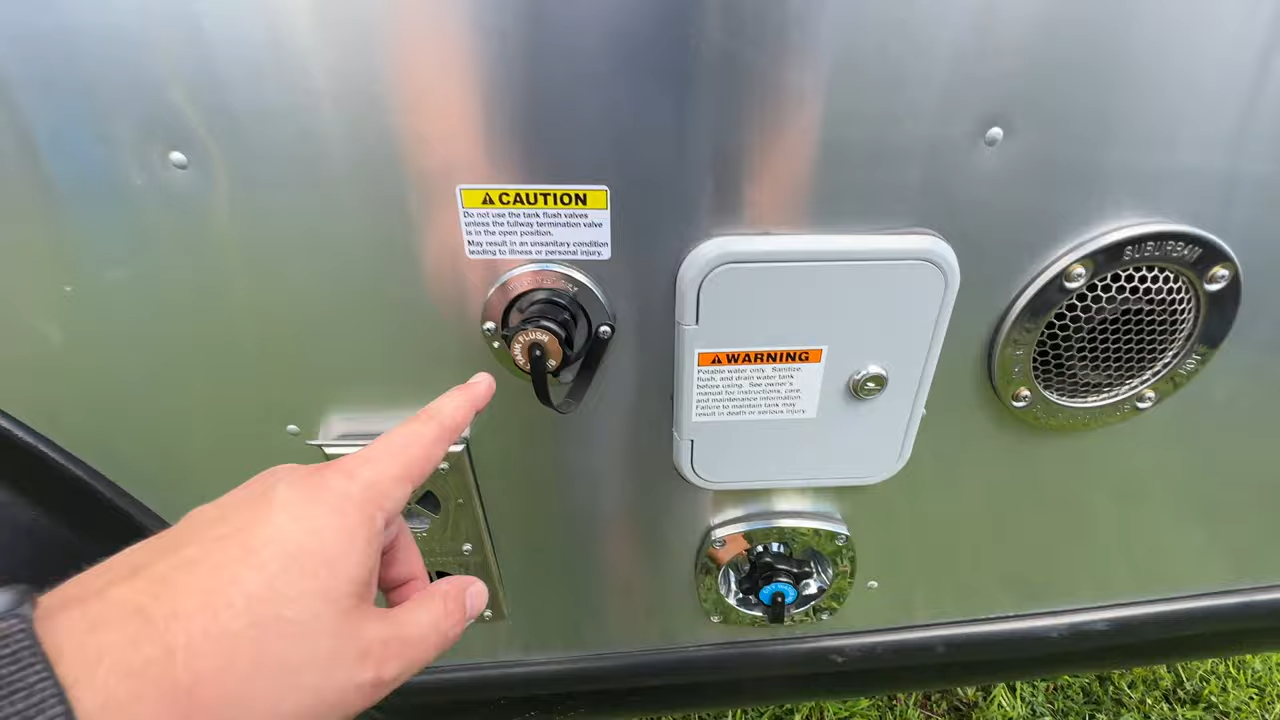 CAUTION
Do not use the tank flush valves
unless the fullway termination valve
is in the open position.
May result in an unsanitary condition
leading to illness or personal injury.
TANK FLUSH
WARNING
Potable water only. Sanitize,
flush, and drain water tank
before using. See owner's
manual for instructions, care,
and maintenance information.
Failure to maintain tank may
result in death or serious injury.
SUBURBAN